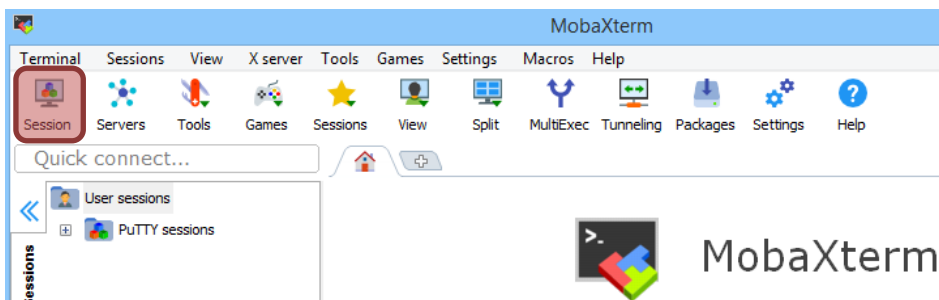 MobaXterm
Terminal Sessions View X server Tools Games Settings Macros Help
Session Servers Tools Games Sessions View Split MultiExec Tunneling Packages Settings Help
Quick connect...
User sessions
PuTTY sessions
Sessions
>_
MobaXterm